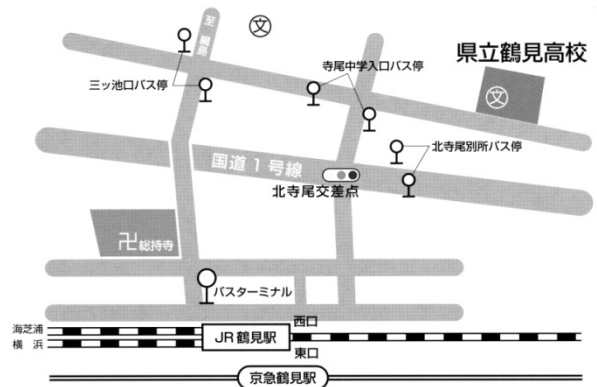 至
綱島
文
県立鶴見高校
寺尾中学入口バス停
三ッ池口バス停
文
北寺尾別所バス停
国道1号線
北寺尾交差点
卍総持寺
バスターミナル
西口
海芝浦
横浜
JR鶴見駅
東口
京急鶴見駅